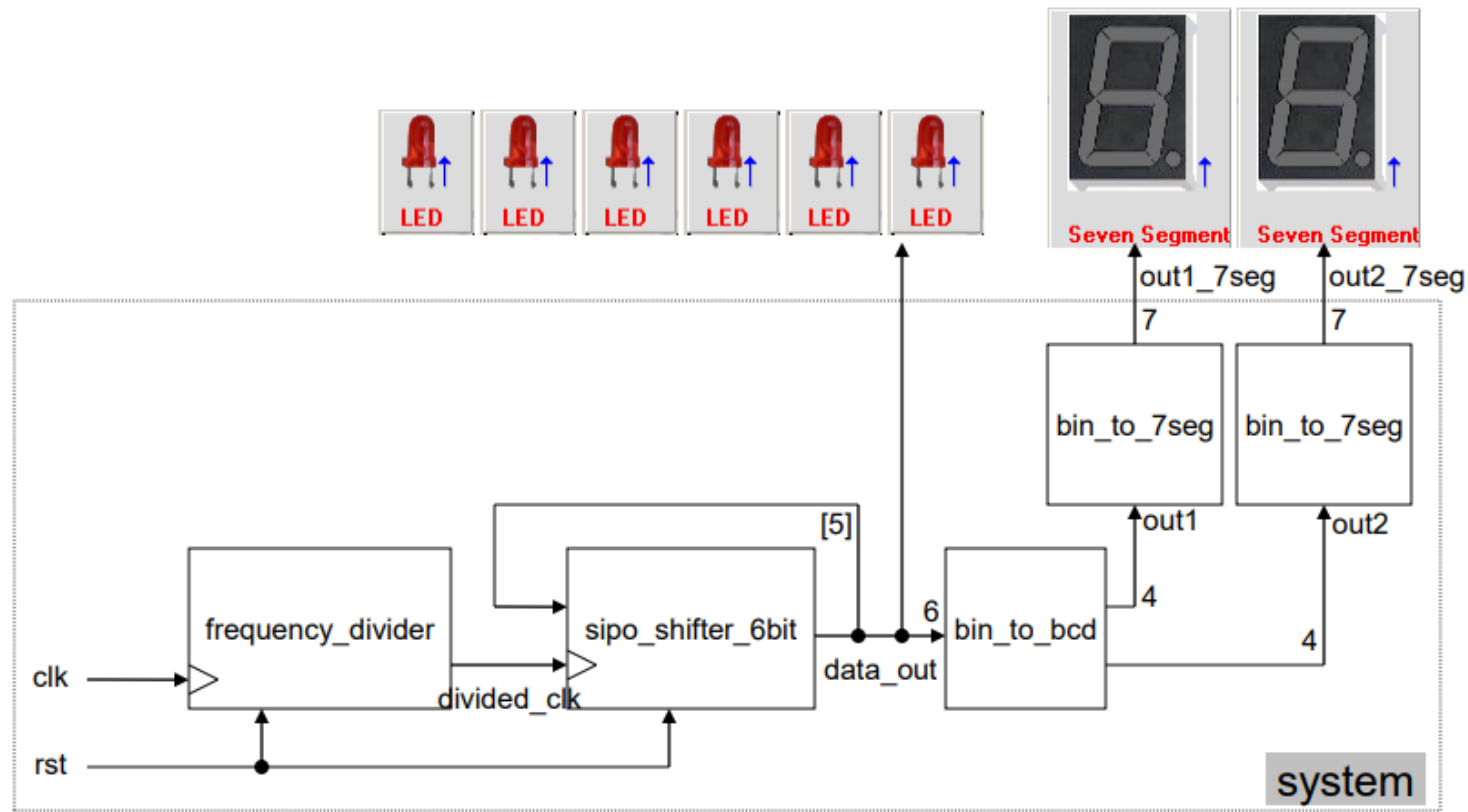 LED LED LED LED LED LED
Seven Segment Seven Segment
out1_7seg out2_7seg
7 7
bin_to_7seg bin_to_7seg
[5] out1 out2
frequency_divider sipo_shifter_6bit 6 bin_to_bcd 4
4
clk divided_clk data_out
rst
system